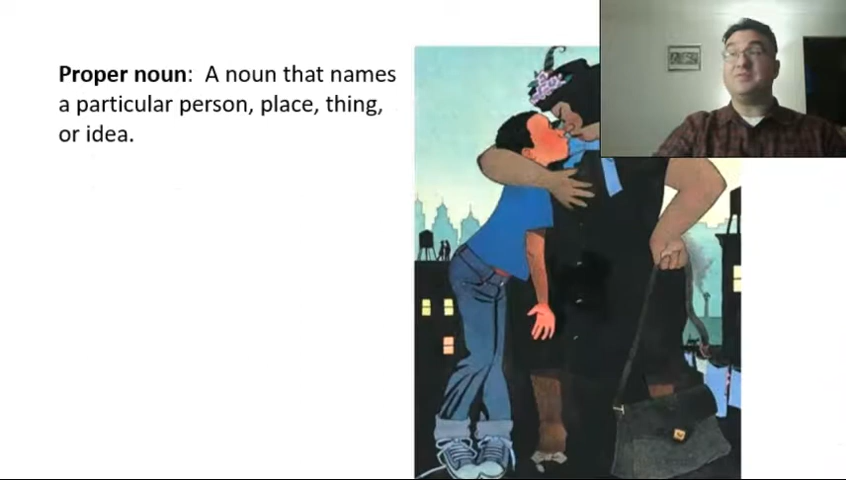 Proper noun:  A noun that names
a particular person, place, thing,
or idea.